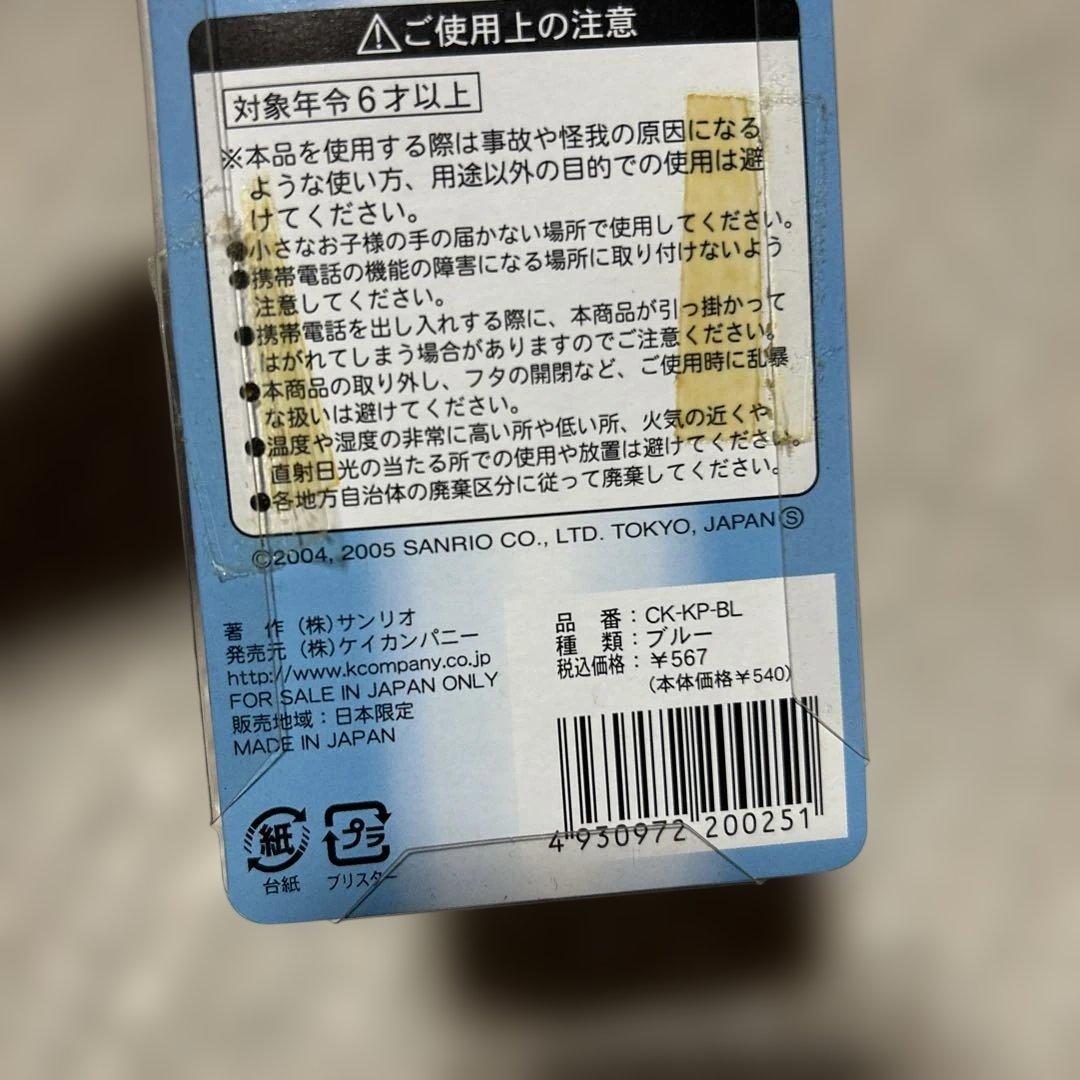 ⚠ご使用上の注意
対象年令6才以上
※本品を使用する際は事故や怪我の原因になる
ような使い方、用途以外の目的での使用は避
けてください。
●小さなお子様の手の届かない場所で使用してください。
●携帯電話の機能の障害になる場所に取り付けないよう
注意してください。
●携帯電話を出し入れする際に、本商品が引っ掛かって
はがれてしまう場合がありますのでご注意ください。
●本商品の取り外し、フタの開閉など、ご使用時に乱暴
な扱いは避けてください。
●温度や湿度の非常に高い所や低い所、火気の近くや
直射日光の当たる所での使用や放置は避けてください。
●各地方自治体の廃棄区分に従って廃棄してください。
©2004, 2005 SANRIO CO., LTD. TOKYO, JAPAN Ⓢ
著 作 (株)サンリオ
発売元 (株)ケイカンパニー
http://www.kcompany.co.jp
FOR SALE IN JAPAN ONLY
販売地域：日本限定
MADE IN JAPAN
品 番：CK-KP-BL
種 類：ブルー
税込価格：￥567
(本体価格￥540)
4 930972 200251
紙
台紙
プラ
ブリスター